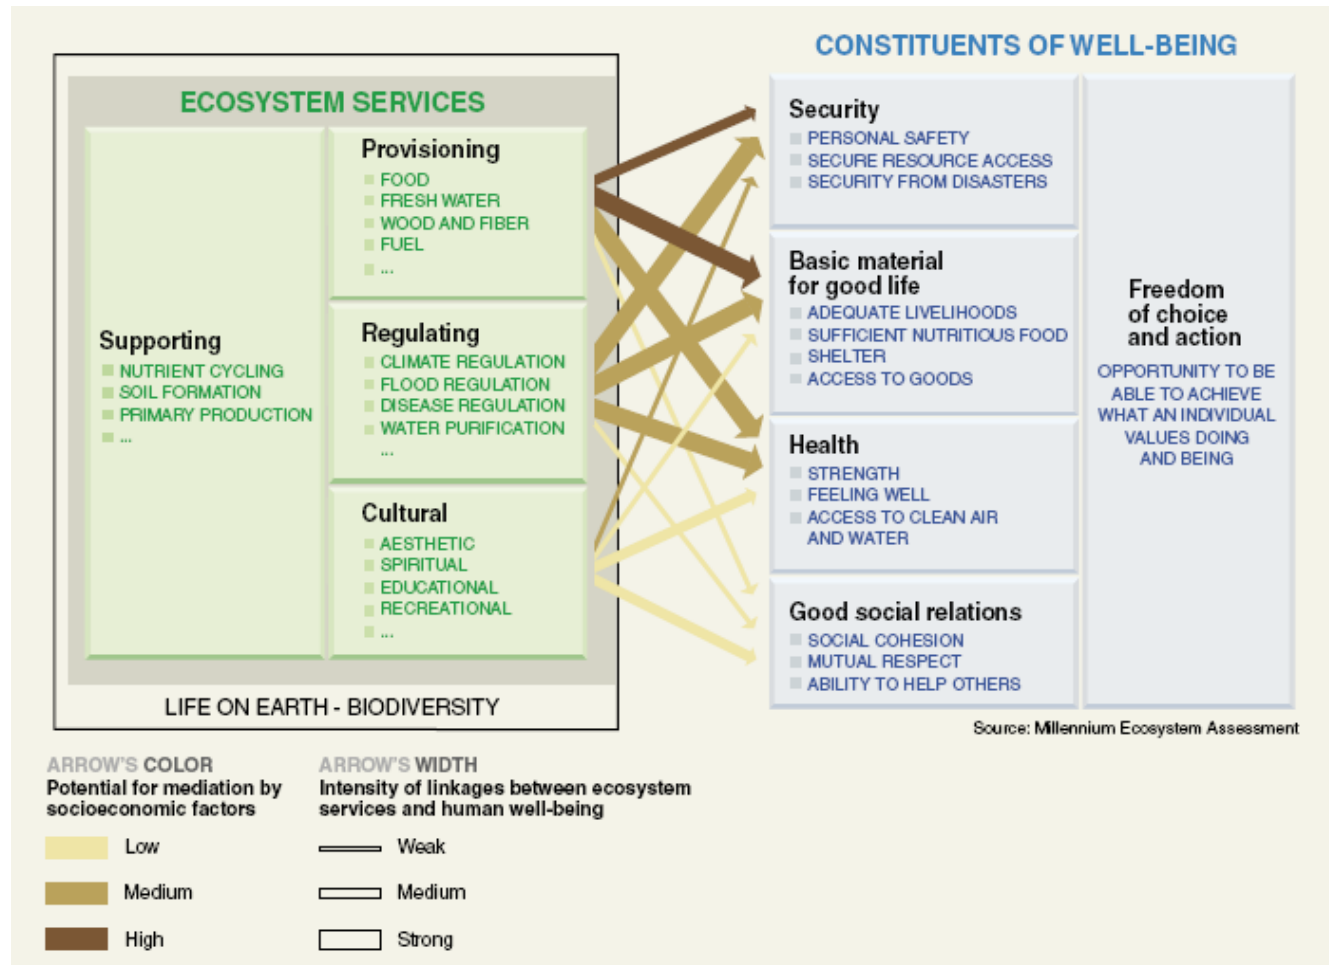 CONSTITUENTS OF WELL-BEING
ECOSYSTEM SERVICES
Supporting
NUTRIENT CYCLING
SOIL FORMATION
PRIMARY PRODUCTION
...
Provisioning
FOOD
FRESH WATER
WOOD AND FIBER
FUEL
...
Regulating
CLIMATE REGULATION
FLOOD REGULATION
DISEASE REGULATION
WATER PURIFICATION
...
Cultural
AESTHETIC
SPIRITUAL
EDUCATIONAL
RECREATIONAL
...
LIFE ON EARTH - BIODIVERSITY
Security
PERSONAL SAFETY
SECURE RESOURCE ACCESS
SECURITY FROM DISASTERS
Basic material
for good life
ADEQUATE LIVELIHOODS
SUFFICIENT NUTRITIOUS FOOD
SHELTER
ACCESS TO GOODS
Health
STRENGTH
FEELING WELL
ACCESS TO CLEAN AIR
AND WATER
Good social relations
SOCIAL COHESION
MUTUAL RESPECT
ABILITY TO HELP OTHERS
Freedom
of choice
and action
OPPORTUNITY TO BE
ABLE TO ACHIEVE
WHAT AN INDIVIDUAL
VALUES DOING
AND BEING
Source: Millennium Ecosystem Assessment
ARROW'S COLOR
Potential for mediation by
socioeconomic factors
Low
Medium
High
ARROW'S WIDTH
Intensity of linkages between ecosystem
services and human well-being
Weak
Medium
Strong